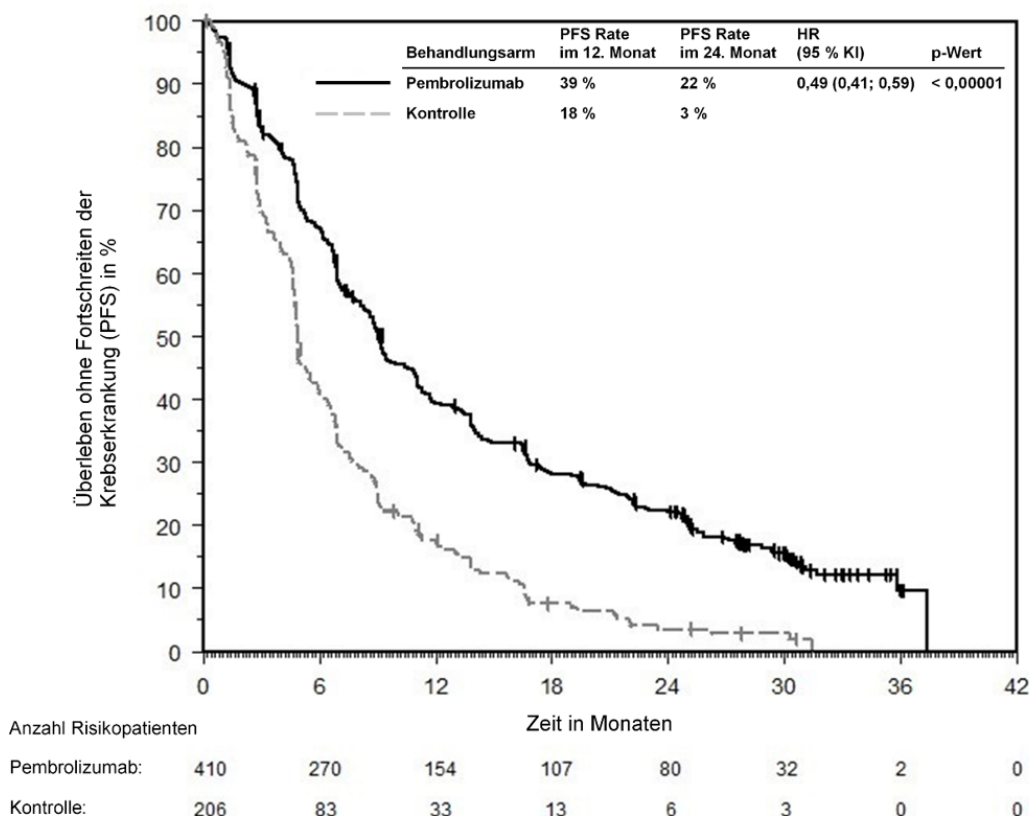 PFS Rate PFS Rate HR
Behandlungsarm im 12. Monat im 24. Monat (95 % KI) p-Wert
Pembrolizumab 39 % 22 % 0,49 (0,41; 0,59) < 0,00001
Kontrolle 18 % 3 %
Überleben ohne Fortschreiten der
Krebserkrankung (PFS) in %
100
90
80
70
60
50
40
30
20
10
0
0 6 12 18 24 30 36 42
Zeit in Monaten
Anzahl Risikopatienten
Pembrolizumab: 410 270 154 107 80 32 2 0
Kontrolle: 206 83 33 13 6 3 0 0